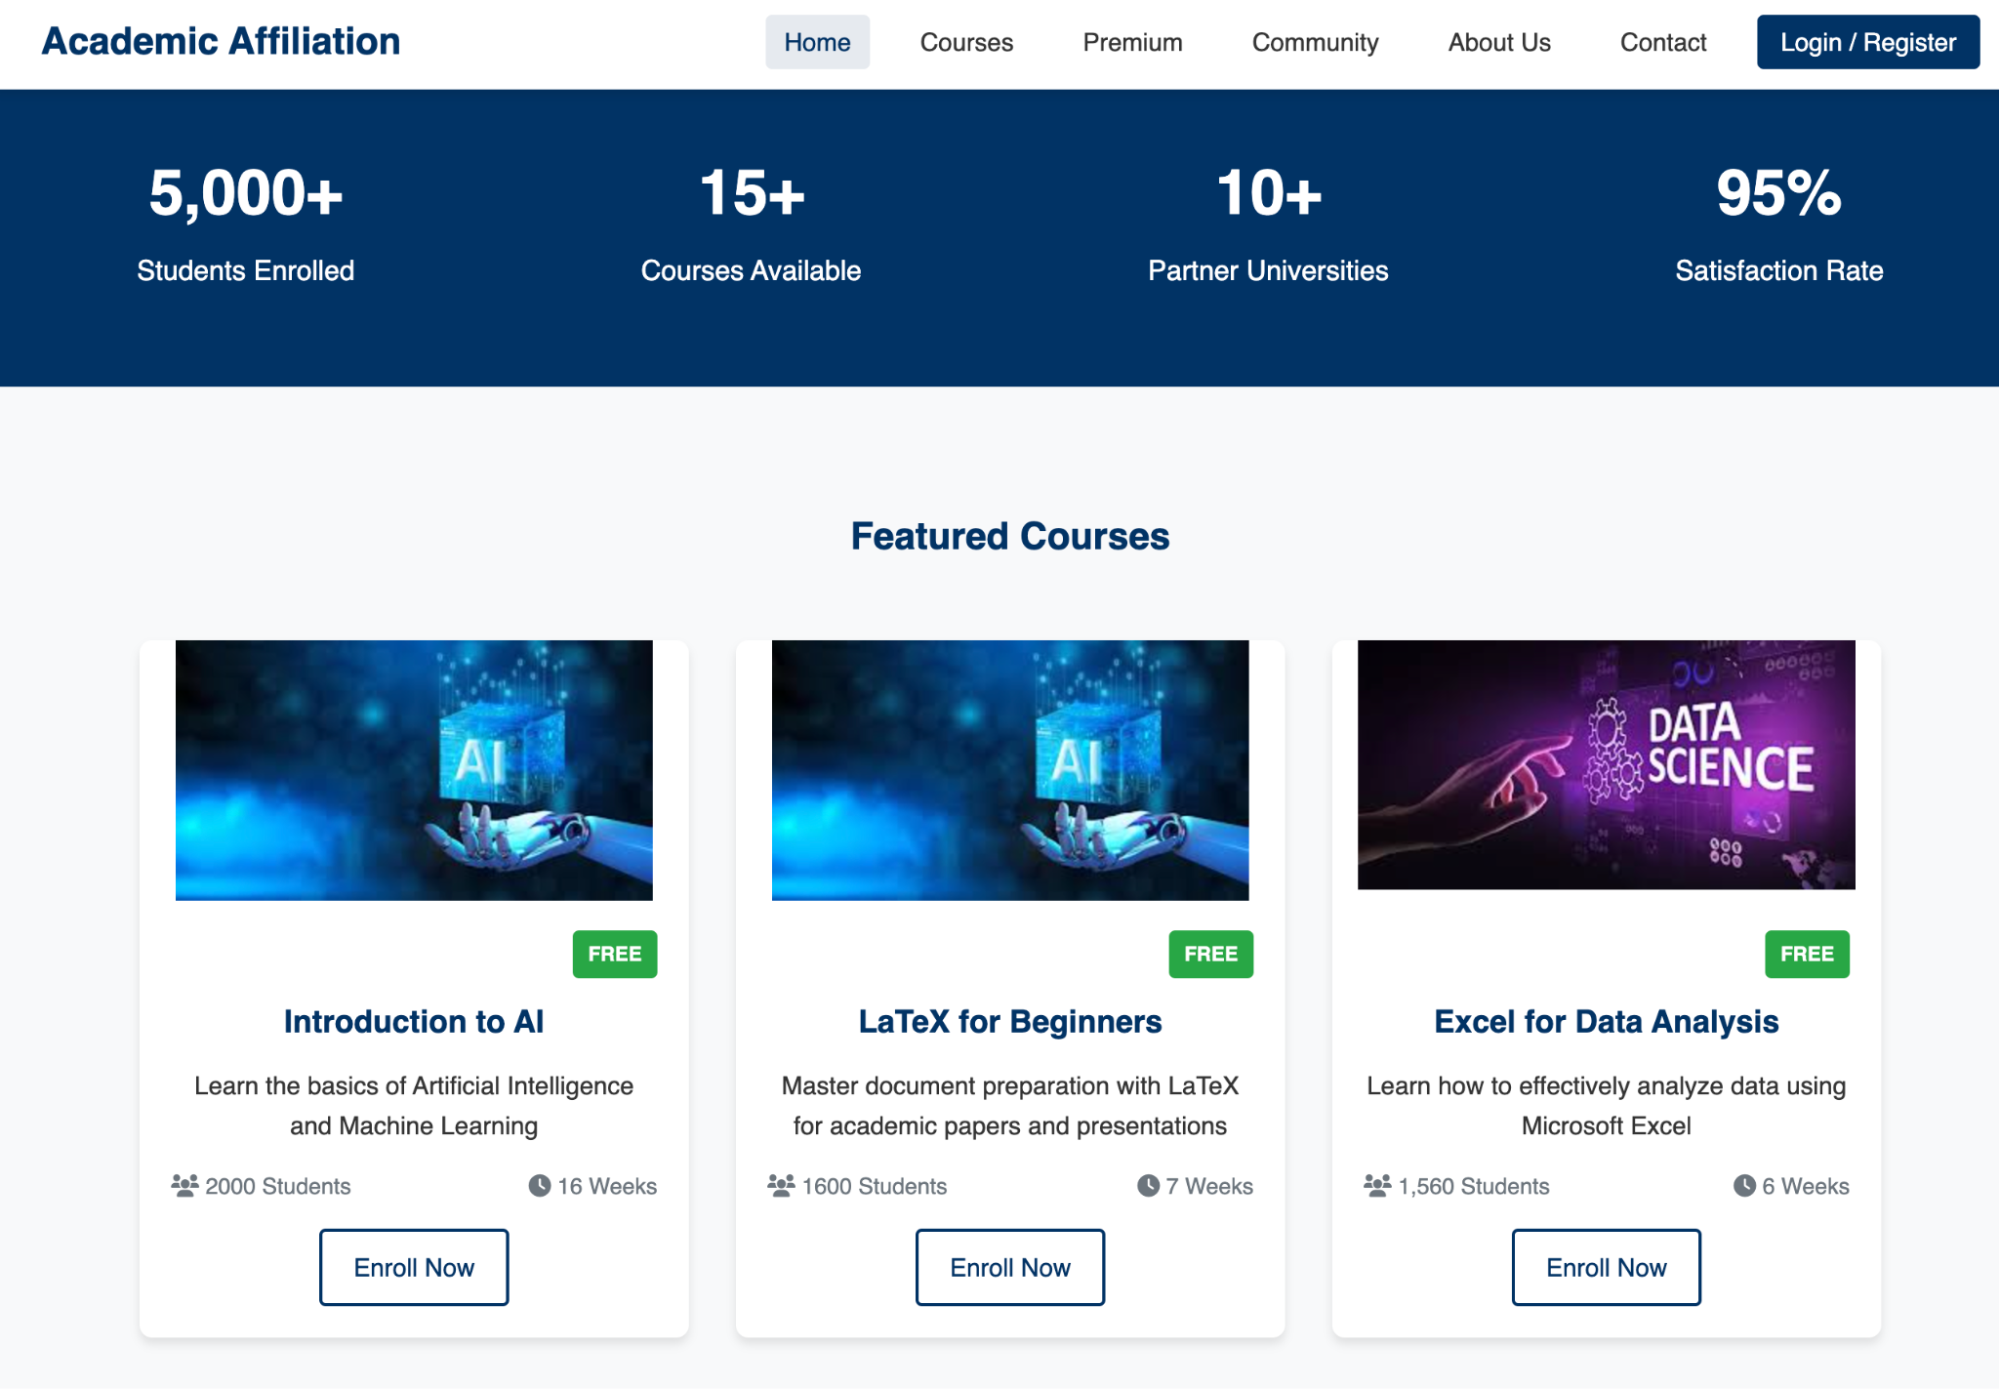 Academic Affiliation
Home
Courses
Premium
Community
About Us
Contact
Login / Register
5,000+
15+
10+
95%
Students Enrolled
Courses Available
Partner Universities
Satisfaction Rate
Featured Courses
AI
FREE
Introduction to AI
Learn the basics of Artificial Intelligence
and Machine Learning
2000 Students
16 Weeks
Enroll Now
AI
FREE
LaTeX for Beginners
Master document preparation with LaTeX
for academic papers and presentations
1600 Students
7 Weeks
Enroll Now
DATA
SCIENCE
FREE
Excel for Data Analysis
Learn how to effectively analyze data using
Microsoft Excel
1,560 Students
6 Weeks
Enroll Now